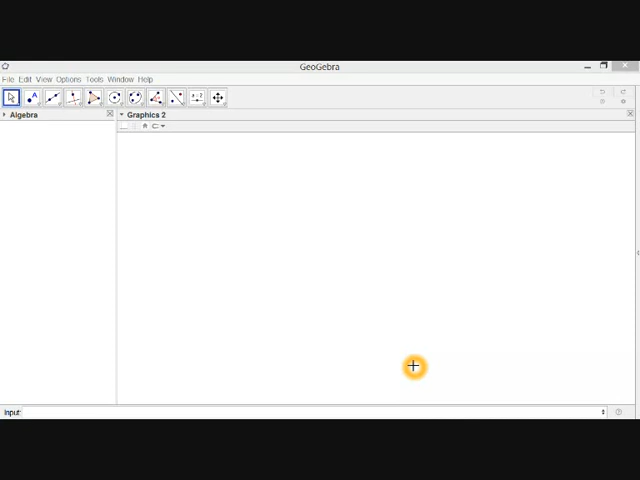 GeoGebra
File Edit View Options Tools Window Help
Algebra
Graphics 2
Input: